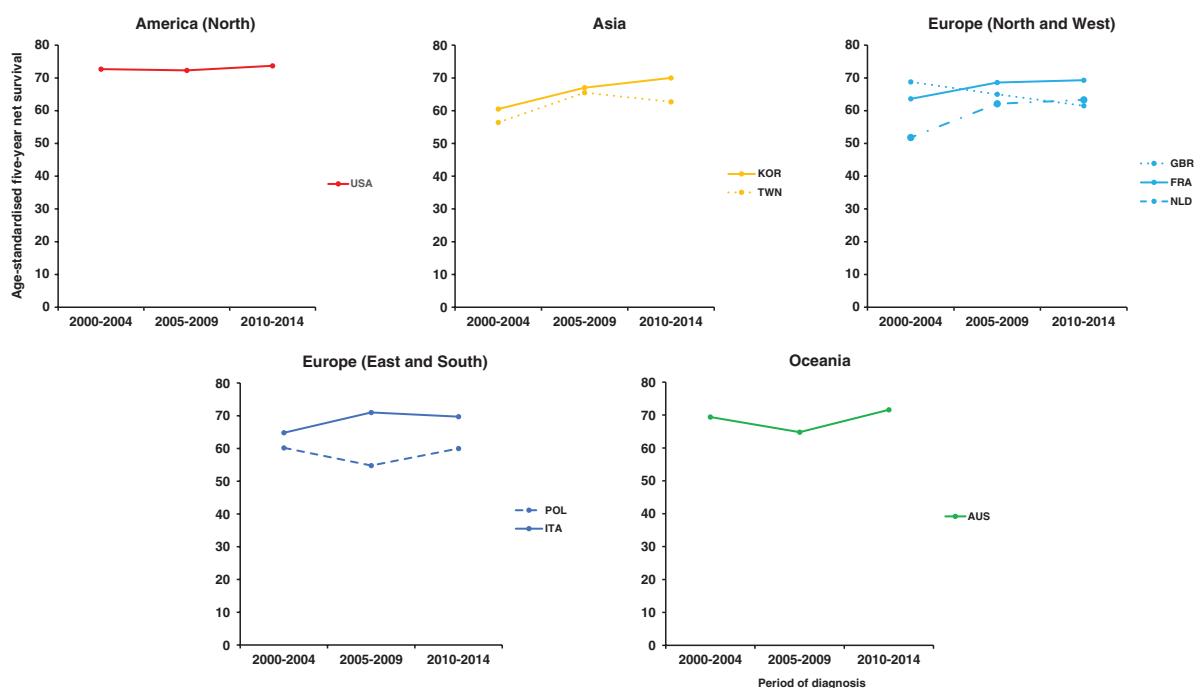 America (North)
Age-standardised five-year net survival
80
70
60
50
40
30
20
10
0
2000-2004 2005-2009 2010-2014
USA
Asia
80
70
60
50
40
30
20
10
0
2000-2004 2005-2009 2010-2014
KOR
TWN
Europe (North and West)
80
70
60
50
40
30
20
10
0
2000-2004 2005-2009 2010-2014
GBR
FRA
NLD
Europe (East and South)
80
70
60
50
40
30
20
10
0
2000-2004 2005-2009 2010-2014
POL
ITA
Oceania
80
70
60
50
40
30
20
10
0
2000-2004 2005-2009 2010-2014
Period of diagnosis
AUS